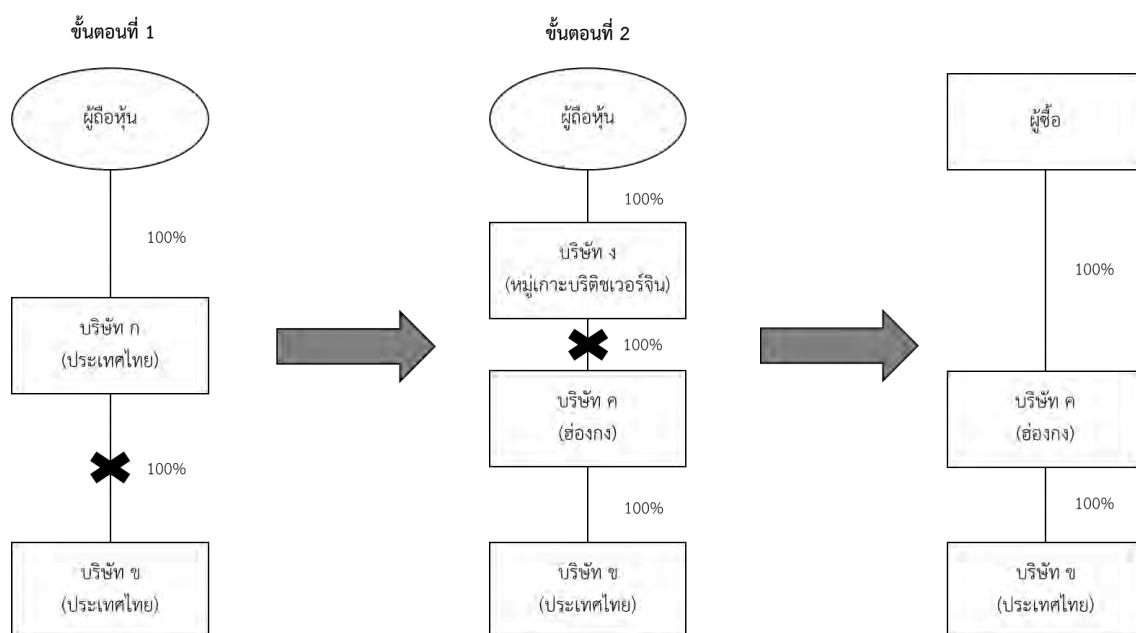 ขั้นตอนที่ 1
ผู้ถือหุ้น
100%
บริษัท ก
(ประเทศไทย)
100%
บริษัท ข
(ประเทศไทย)
ขั้นตอนที่ 2
ผู้ถือหุ้น
100%
บริษัท ง
(หมู่เกาะบริติชเวอร์จิน)
100%
บริษัท ค
(ฮ่องกง)
100%
บริษัท ข
(ประเทศไทย)
ผู้ซื้อ
100%
บริษัท ค
(ฮ่องกง)
100%
บริษัท ข
(ประเทศไทย)